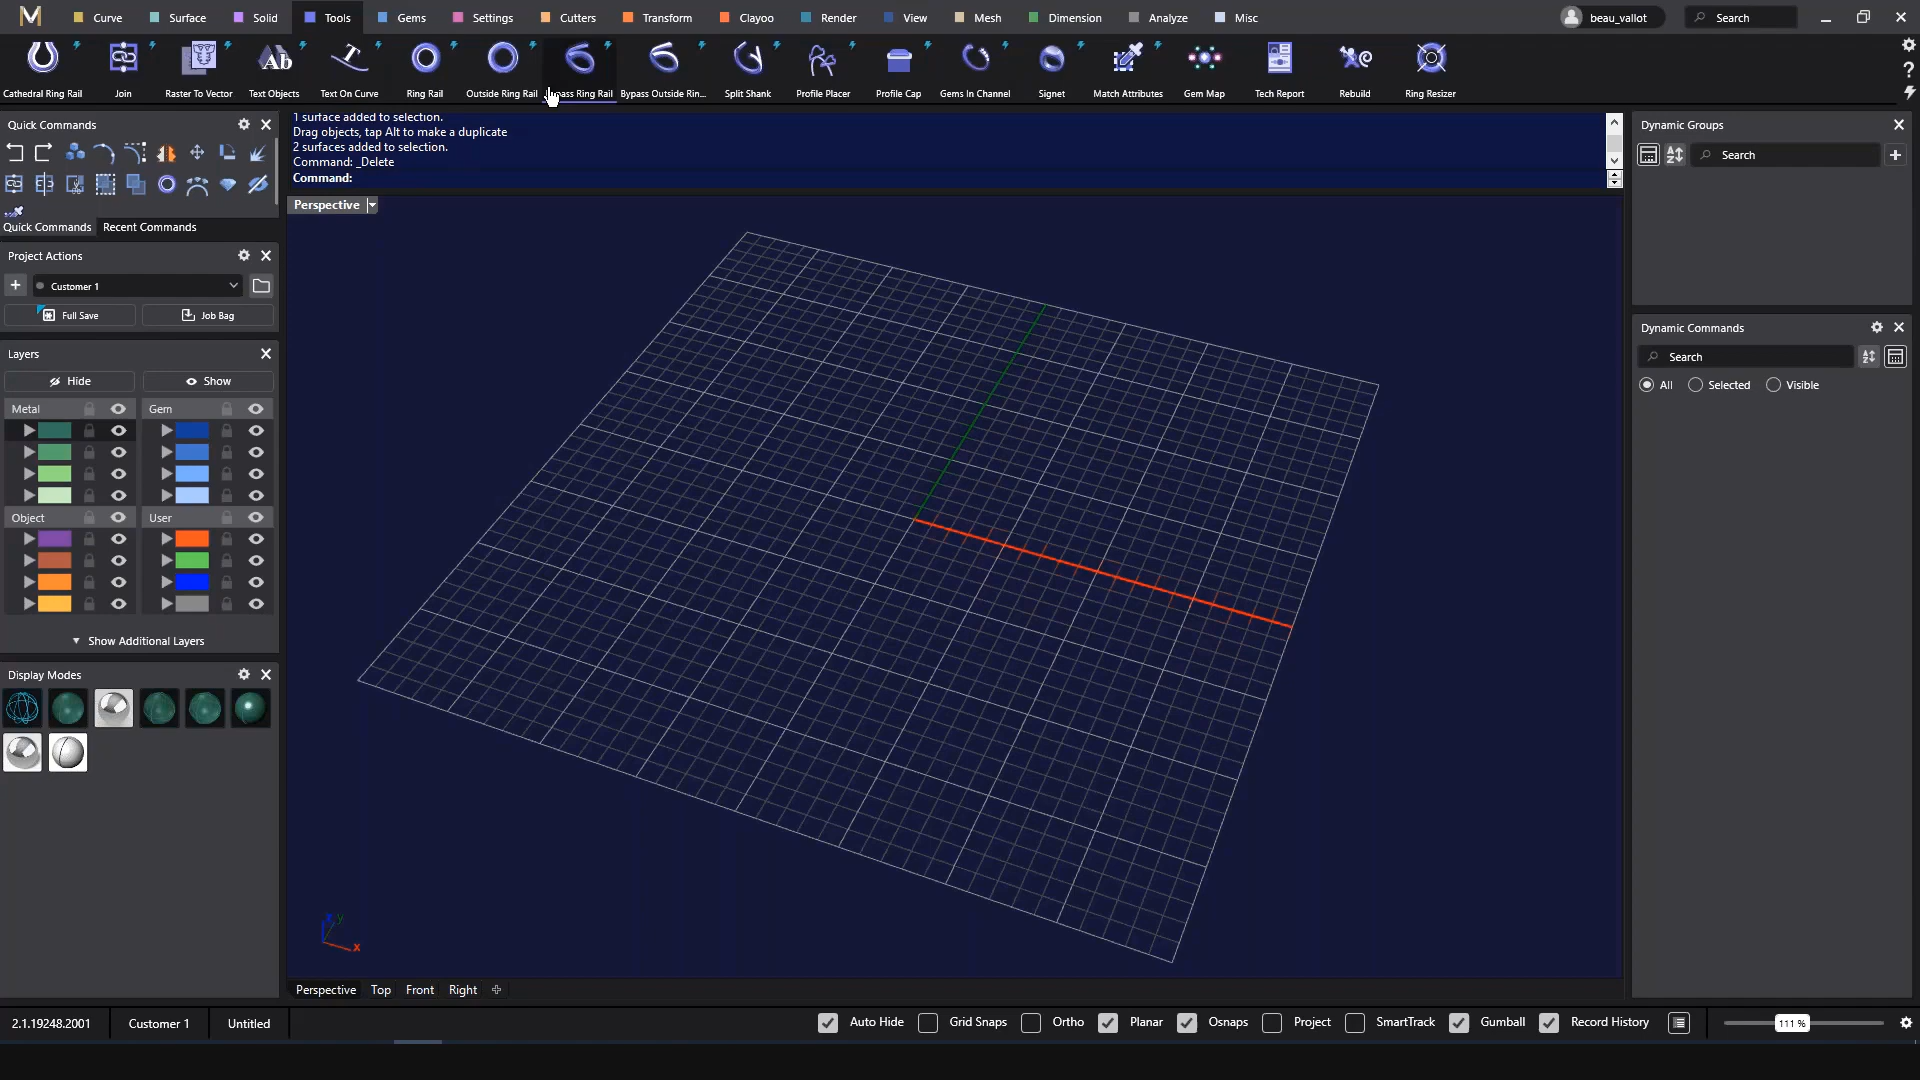 Curve Surface Solid Tools Gems Settings Cutters Transform Clayoo Render View Mesh Dimension Analyze Misc beau_vallot Search
Cathedral Ring Rail Join Raster To Vector Text Objects Text On Curve Ring Rail Outside Ring Rail pass Ring Rail Bypass Outside Rin... Split Shank Profile Placer Profile Cap Gems In Channel Signet Match Attributes Gem Map Tech Report Rebuild Ring Resizer
Quick Commands
Quick Commands Recent Commands
Project Actions
Customer 1
Full Save Job Bag
Layers
Hide Show
Metal Gem
Object User
Show Additional Layers
Display Modes
1 surface added to selection.
Drag objects, tap Alt to make a duplicate
2 surfaces added to selection.
Command: _Delete
Command:
Perspective
y
x
Perspective Top Front Right
Dynamic Groups
Search
Dynamic Commands
Search
All Selected Visible
2.1.19248.2001 Customer 1 Untitled Auto Hide Grid Snaps Ortho Planar Osnaps Project SmartTrack Gumball Record History 111 %